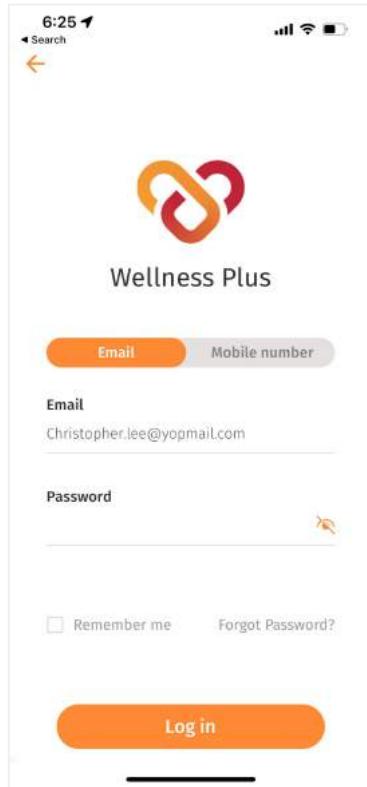 6:25
◀ Search
Wellness Plus
Email Mobile number
Email
Christopher.lee@yopmail.com
Password
Remember me Forgot Password?
Log in